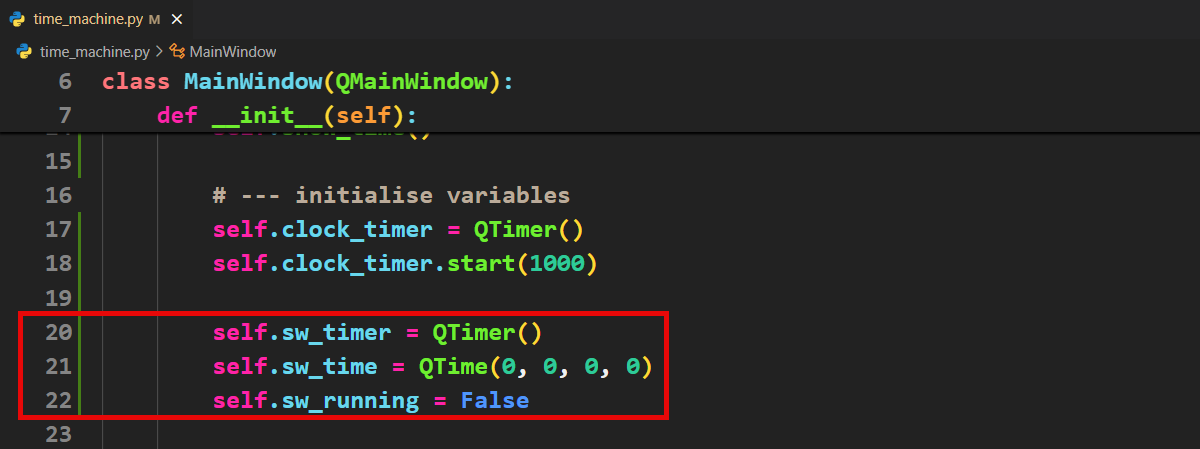 time_machine.py M ×
time_machine.py > MainWindow
6 class MainWindow(QMainWindow):
7 def __init__(self):
15
16 # --- initialise variables
17 self.clock_timer = QTimer()
18 self.clock_timer.start(1000)
19
20 self.sw_timer = QTimer()
21 self.sw_time = QTime(0, 0, 0, 0)
22 self.sw_running = False
23